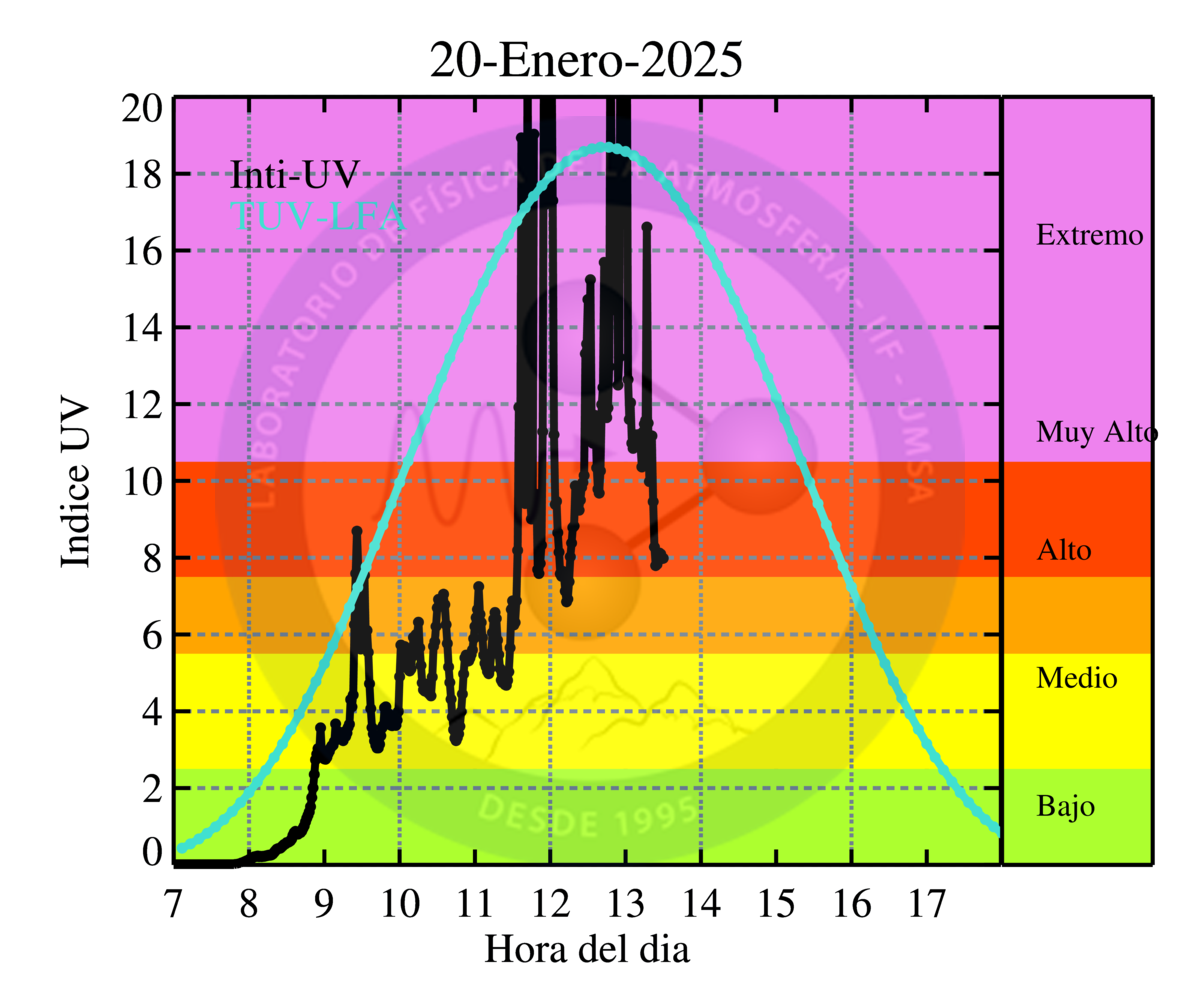 20-Enero-2025
Inti-UV
TUV-LFA
LABORATORIO DE FÍSICA DE LA ATMÓSFERA - IIF - UMSA
DESDE 1995
Indice UV
20
18
16
14
12
10
8
6
4
2
0
Extremo
Muy Alto
Alto
Medio
Bajo
7 8 9 10 11 12 13 14 15 16 17
Hora del dia